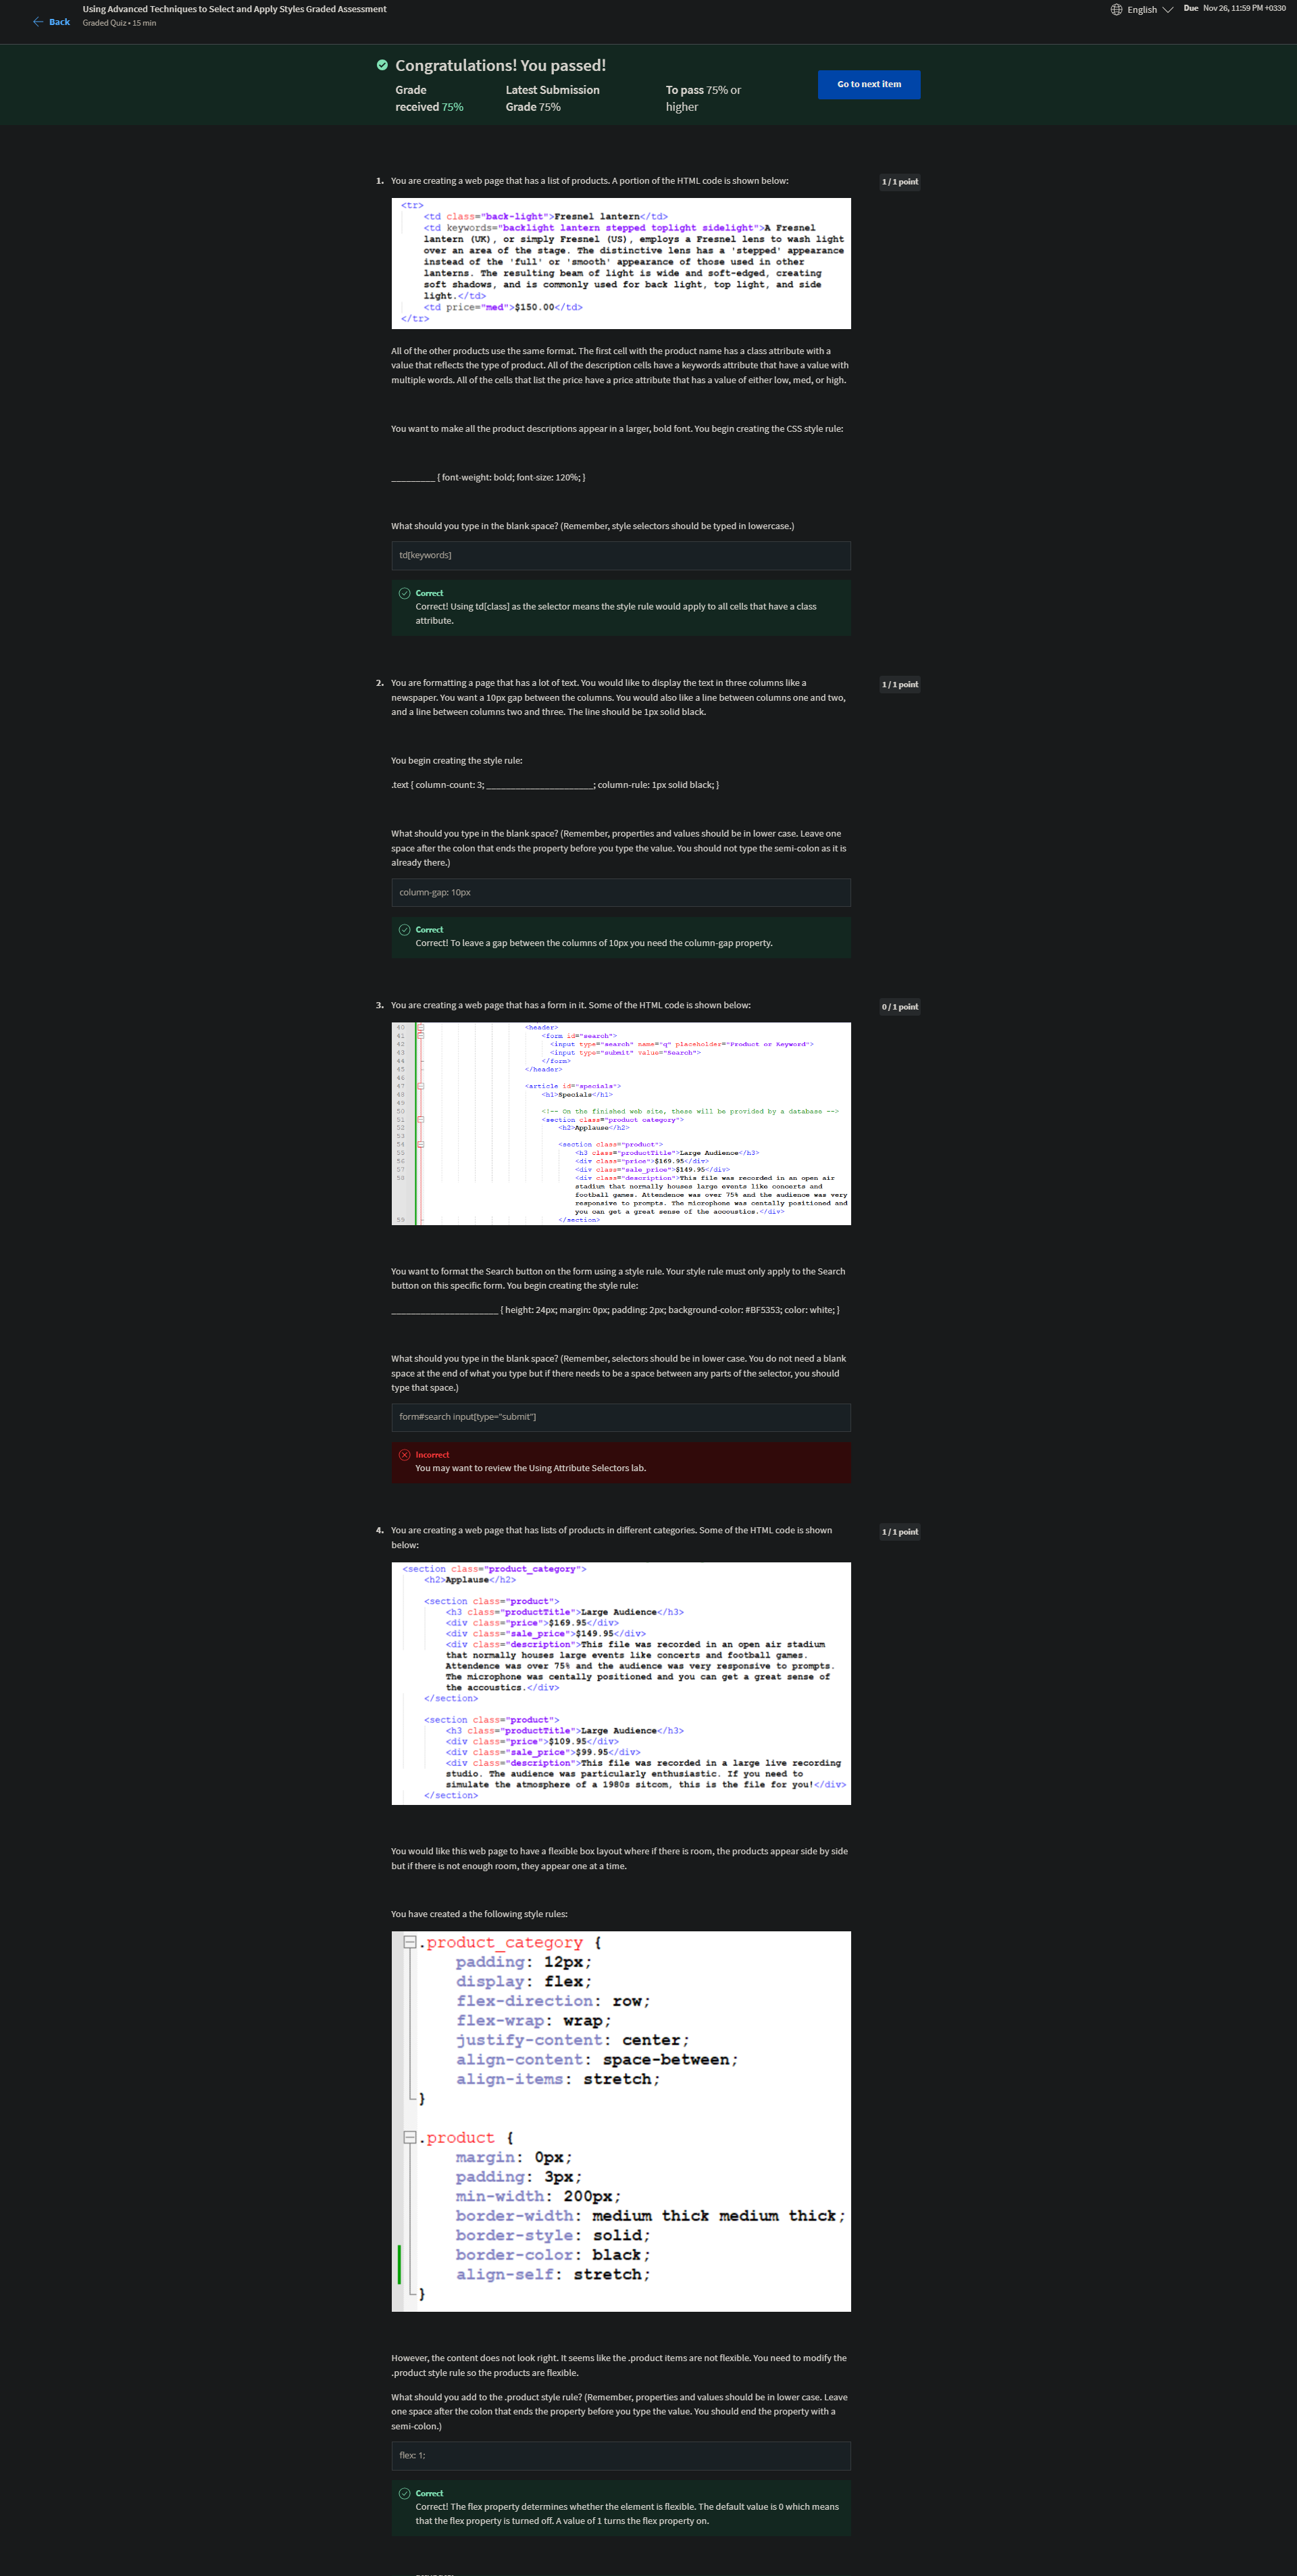 Back
Using Advanced Techniques to Select and Apply Styles Graded Assessment
Graded Quiz • 15 min
English
Due Nov 26, 11:59 PM +0330
Congratulations! You passed!
Grade received 75%
Latest Submission Grade 75%
To pass 75% or higher
Go to next item
1. You are creating a web page that has a list of products. A portion of the HTML code is shown below:
1 / 1 point
<tr>
<td class="back-light">Fresnel lantern</td>
<td keywords="backlight lantern stepped toplight sidelight">A Fresnel
lantern (UK), or simply Fresnel (US), employs a Fresnel lens to wash light
over an area of the stage. The distinctive lens has a 'stepped' appearance
instead of the 'full' or 'smooth' appearance of those used in other
lanterns. The resulting beam of light is wide and soft-edged, creating
soft shadows, and is commonly used for back light, top light, and side
light.</td>
<td price="med">$150.00</td>
</tr>
All of the other products use the same format. The first cell with the product name has a class attribute with a
value that reflects the type of product. All of the description cells have a keywords attribute that have a value with
multiple words. All of the cells that list the price have a price attribute that has a value of either low, med, or high.
You want to make all the product descriptions appear in a larger, bold font. You begin creating the CSS style rule:
_________ { font-weight: bold; font-size: 120%; }
What should you type in the blank space? (Remember, style selectors should be typed in lowercase.)
td[keywords]
Correct
Correct! Using td[class] as the selector means the style rule would apply to all cells that have a class
attribute.
2. You are formatting a page that has a lot of text. You would like to display the text in three columns like a
newspaper. You want a 10px gap between the columns. You would also like a line between columns one and two,
and a line between columns two and three. The line should be 1px solid black.
1 / 1 point
You begin creating the style rule:
.text { column-count: 3; ______________________; column-rule: 1px solid black; }
What should you type in the blank space? (Remember, properties and values should be in lower case. Leave one
space after the colon that ends the property before you type the value. You should not type the semi-colon as it is
already there.)
column-gap: 10px
Correct
Correct! To leave a gap between the columns of 10px you need the column-gap property.
3. You are creating a web page that has a form in it. Some of the HTML code is shown below:
0 / 1 point
40 <header>
41 <form id="search">
42 <input type="search" name="q" placeholder="Product or Keyword">
43 <input type="submit" value="Search">
44 </form>
45 </header>
46
47 <article id="specials">
48 <h1>Specials</h1>
49
50 <!-- On the finished web site, these will be provided by a database -->
51 <section class="product category">
52 <h2>Applause</h2>
53
54 <section class="product">
55 <h3 class="productTitle">Large Audience</h3>
56 <div class="price">$169.95</div>
57 <div class="sale_price">$149.95</div>
58 <div class="description">This file was recorded in an open air
stadium that normally houses large events like concerts and
football games. Attendence was over 75% and the audience was very
responsive to prompts. The microphone was centally positioned and
you can get a great sense of the accoustics.</div>
59 </section>
You want to format the Search button on the form using a style rule. Your style rule must only apply to the Search
button on this specific form. You begin creating the style rule:
______________________ { height: 24px; margin: 0px; padding: 2px; background-color: #BF5353; color: white; }
What should you type in the blank space? (Remember, selectors should be in lower case. You do not need a blank
space at the end of what you type but if there needs to be a space between any parts of the selector, you should
type that space.)
form#search input[type="submit"]
Incorrect
You may want to review the Using Attribute Selectors lab.
4. You are creating a web page that has lists of products in different categories. Some of the HTML code is shown
below:
1 / 1 point
<section class="product_category">
<h2>Applause</h2>
<section class="product">
<h3 class="productTitle">Large Audience</h3>
<div class="price">$169.95</div>
<div class="sale_price">$149.95</div>
<div class="description">This file was recorded in an open air stadium
that normally houses large events like concerts and football games.
Attendence was over 75% and the audience was very responsive to prompts.
The microphone was centally positioned and you can get a great sense of
the accoustics.</div>
</section>
<section class="product">
<h3 class="productTitle">Large Audience</h3>
<div class="price">$109.95</div>
<div class="sale_price">$99.95</div>
<div class="description">This file was recorded in a large live recording
studio. The audience was particularly enthusiastic. If you need to
simulate the atmosphere of a 1980s sitcom, this is the file for you!</div>
</section>
You would like this web page to have a flexible box layout where if there is room, the products appear side by side
but if there is not enough room, they appear one at a time.
You have created a the following style rules:
.product_category {
padding: 12px;
display: flex;
flex-direction: row;
flex-wrap: wrap;
justify-content: center;
align-content: space-between;
align-items: stretch;
}
.product {
margin: 0px;
padding: 3px;
min-width: 200px;
border-width: medium thick medium thick;
border-style: solid;
border-color: black;
align-self: stretch;
}
However, the content does not look right. It seems like the .product items are not flexible. You need to modify the
.product style rule so the products are flexible.
What should you add to the .product style rule? (Remember, properties and values should be in lower case. Leave
one space after the colon that ends the property before you type the value. You should end the property with a
semi-colon.)
flex: 1;
Correct
Correct! The flex property determines whether the element is flexible. The default value is 0 which means
that the flex property is turned off. A value of 1 turns the flex property on.